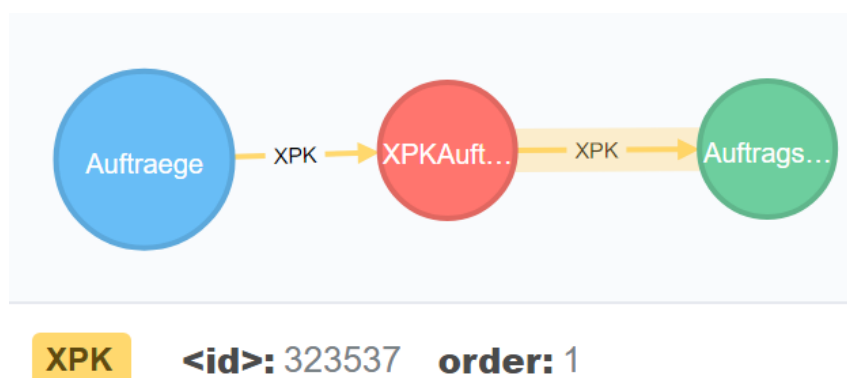 Auftraege XPK XPKAuft... XPK Auftrags...
XPK <id>: 323537 order: 1